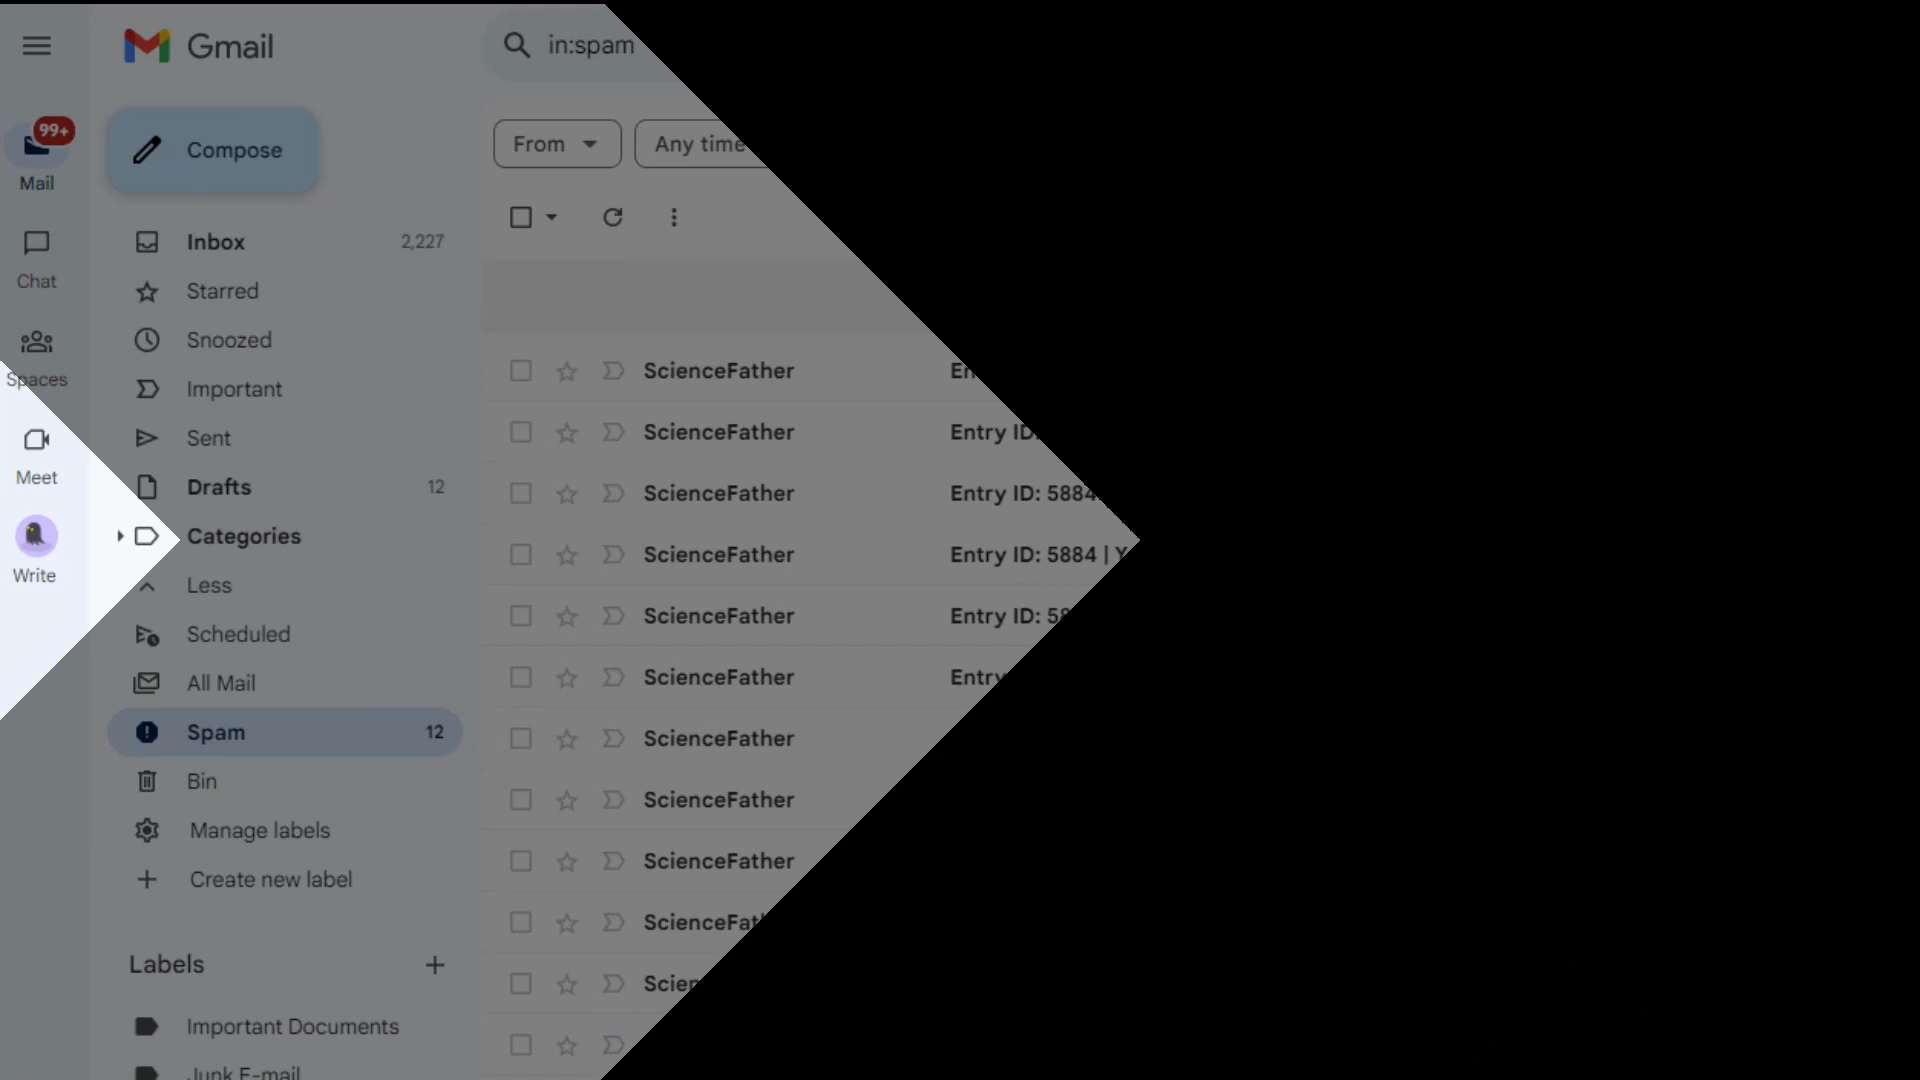 Gmail
in:spam
99+
Mail
Compose
From
Any time
Chat
Inbox 2,227
Starred
Spaces
Snoozed
Important
Meet
Sent
Drafts 12
Write
Categories
Less
Scheduled
All Mail
Spam 12
Bin
Manage labels
Create new label
Labels
Important Documents
Junk E-mail
ScienceFather
ScienceFather Entry ID:
ScienceFather Entry ID: 5884
ScienceFather Entry ID: 5884 |
ScienceFather Entry ID:
ScienceFather Entry
ScienceFather
ScienceFather
ScienceFather
ScienceFat
Scien